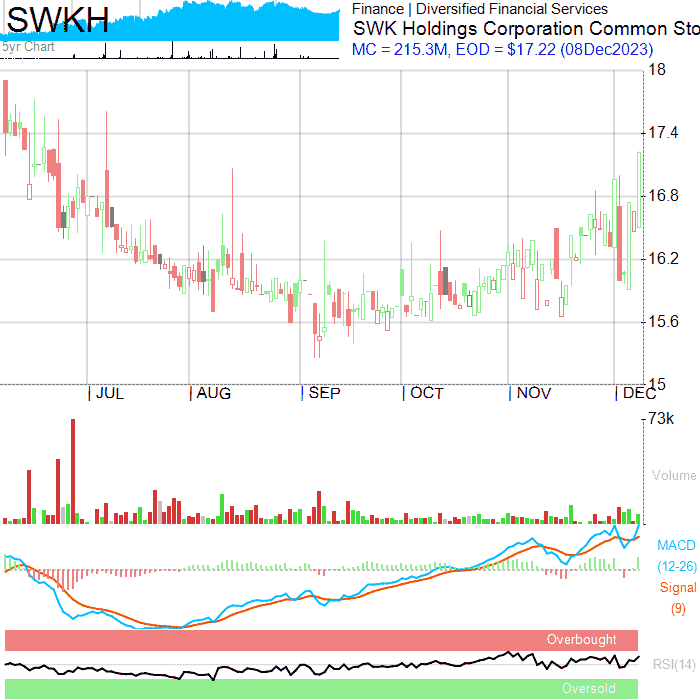 SWKH
5yr Chart
Finance | Diversified Financial Services
SWK Holdings Corporation Common Sto
MC = 215.3M, EOD = $17.22 (08Dec2023)
18
17.4
16.8
16.2
15.6
15
JUL
AUG
SEP
OCT
NOV
DEC
73k
Volume
MACD
(12-26)
Signal
(9)
Overbought
RSI(14)
Oversold